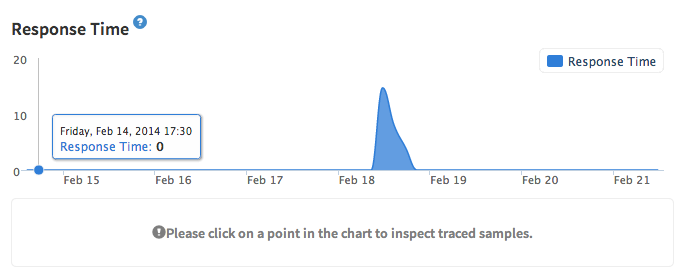 Response Time ?
20
Response Time
10
Friday, Feb 14, 2014 17:30
Response Time: 0
0
Feb 15 Feb 16 Feb 17 Feb 18 Feb 19 Feb 20 Feb 21
Please click on a point in the chart to inspect traced samples.